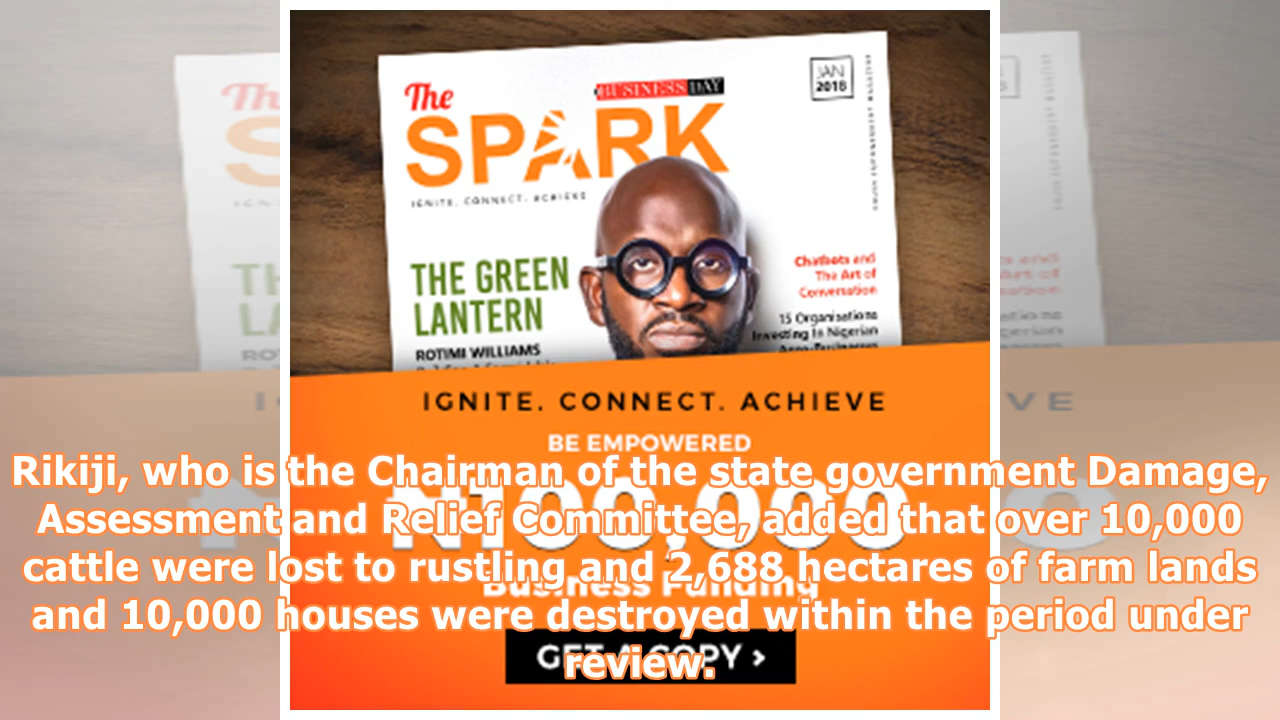 The
BUSINESS DAY
SPARK
IGNITE. CONNECT. ACHIEVE
JAN
2018
THE GREEN
LANTERN
ROTIMI WILLIAMS
Chatbots and
The Art of
Conversation
15 Organisations
Investing In Nigerian
Agro-Businesses
IGNITE. CONNECT. ACHIEVE
BE EMPOWERED
₦100,000
Business Funding
GET A COPY >
Rikiji, who is the Chairman of the state government Damage,
Assessment and Relief Committee, added that over 10,000
cattle were lost to rustling and 2,688 hectares of farm lands
and 10,000 houses were destroyed within the period under
review.